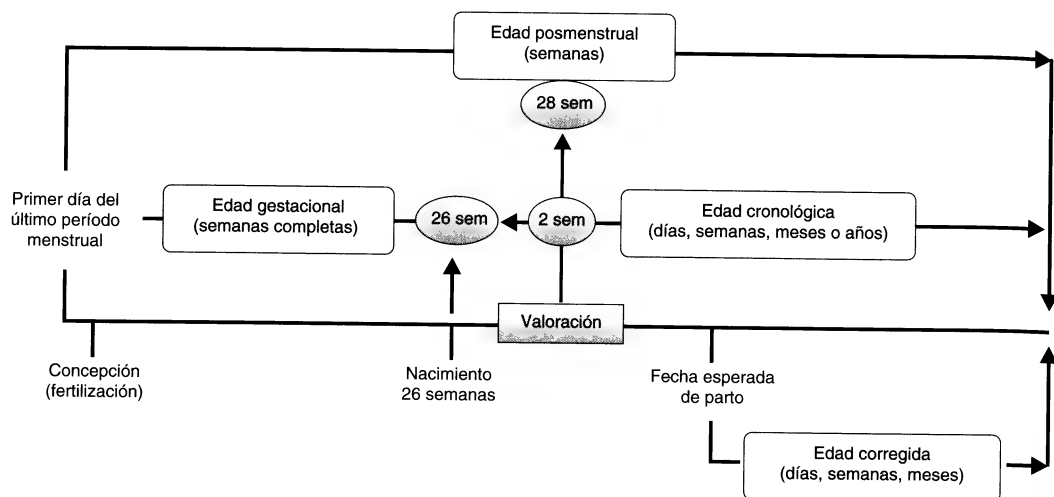 Edad posmenstrual
(semanas)
28 sem
Primer día del
último período
menstrual
Edad gestacional
(semanas completas)
26 sem
2 sem
Edad cronológica
(días, semanas, meses o años)
Valoración
Concepción
(fertilización)
Nacimiento
26 semanas
Fecha esperada
de parto
Edad corregida
(días, semanas, meses)